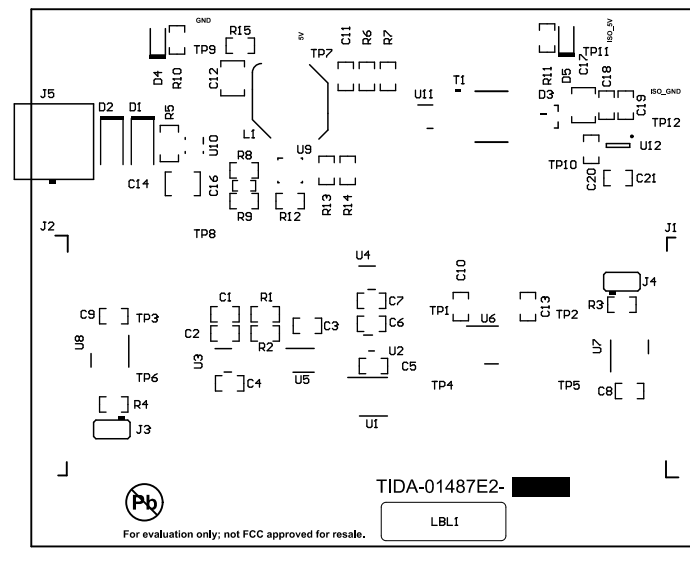 GND
R15
5V
ISO_5V
TP9
TP7
C11
R6
R7
TP11
D4
R10
C12
R11
D5
C17
C18
T1
J5
D2
D1
R5
U11
D3
C19
ISO_GND
TP12
L1
U10
U9
U12
R8
TP10
C14
C16
R9
R12
R13
R14
C20
C21
J2
TP8
J1
U4
C10
J4
C9
TP3
C1
R1
C7
TP1
U6
C13
TP2
R3
U8
C2
C3
C6
U3
R2
U2
U7
TP6
C4
U5
C5
TP4
TP5
C8
R4
J3
U1
Pb
TIDA-01487E2-
LBL1
For evaluation only; not FCC approved for resale.